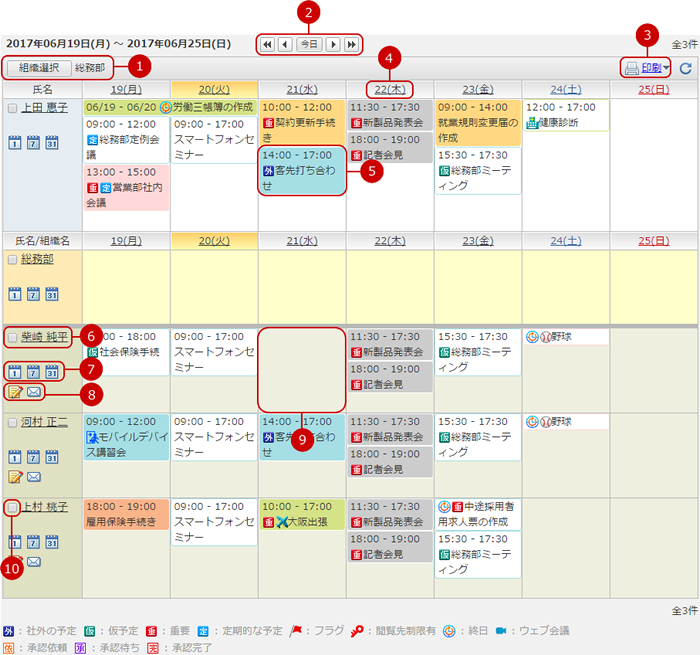 2
3
2017年06月19日(月) ～ 2017年06月25日(日)
今日
全3件
4
組織選択 総務部
1
印刷
氏名 19(月) 20(火) 21(水) 22(木) 23(金) 24(土) 25(日)
上田 恵子
1 7 31
06/19 - 06/20 労働三帳簿の作成
09:00 - 12:00
定 総務部定例会
議
13:00 - 15:00
重 定 営業部社内
会議
09:00 - 17:00
スマートフォンセ
ミナー
10:00 - 12:00
重 契約更新手続
き
14:00 - 17:00
外 客先打ち合わ
せ
5
11:30 - 17:30
重 新製品発表会
18:00 - 19:00
重 記者会見
09:00 - 14:00
就業規則変更届の
作成
15:30 - 17:30
仮 総務部ミーテ
ィング
12:00 - 17:00
健康診断
氏名/組織名 19(月) 20(火) 21(水) 22(木) 23(金) 24(土) 25(日)
総務部
1 7 31
柴崎 純平
6
1 7 31
7
8
:00 - 18:00
仮 社会保険手続
09:00 - 17:00
スマートフォンセ
ミナー
9
11:30 - 17:30
重 新製品発表会
18:00 - 19:00
重 記者会見
15:30 - 17:30
仮 総務部ミーテ
ィング
野球
河村 正二
1 7 31
09:00 - 12:00
モバイルデバイ
ス講習会
09:00 - 17:00
スマートフォンセ
ミナー
14:00 - 17:00
外 客先 ち合わ
せ
11:30 - 17:30
重 新製品発表会
18:00 - 19:00
重 記者会見
15:30 - 17:30
仮 総務部ミーテ
ィング
野球
上村 桃子
1 7 31
10
18:00 - 19:00
雇用保険手続き
09:00 - 17:00
スマートフォンセ
ミナー
10:00 - 17:00
重 大阪出張
11:30 - 17:30
重 新製品発表会
18:00 - 19:00
重 記者会見
重 中途採用者
用求人票の作成
15:30 - 17:30
仮 総務部ミーテ
ィング
全3件
外 : 社外の予定 仮 : 仮予定 重 : 重要 定 : 定期的な予定 : フラグ : 閲覧先制限有 : 終日 : ウェブ会議
依 : 承認依頼 承 : 承認待ち 完 : 承認完了